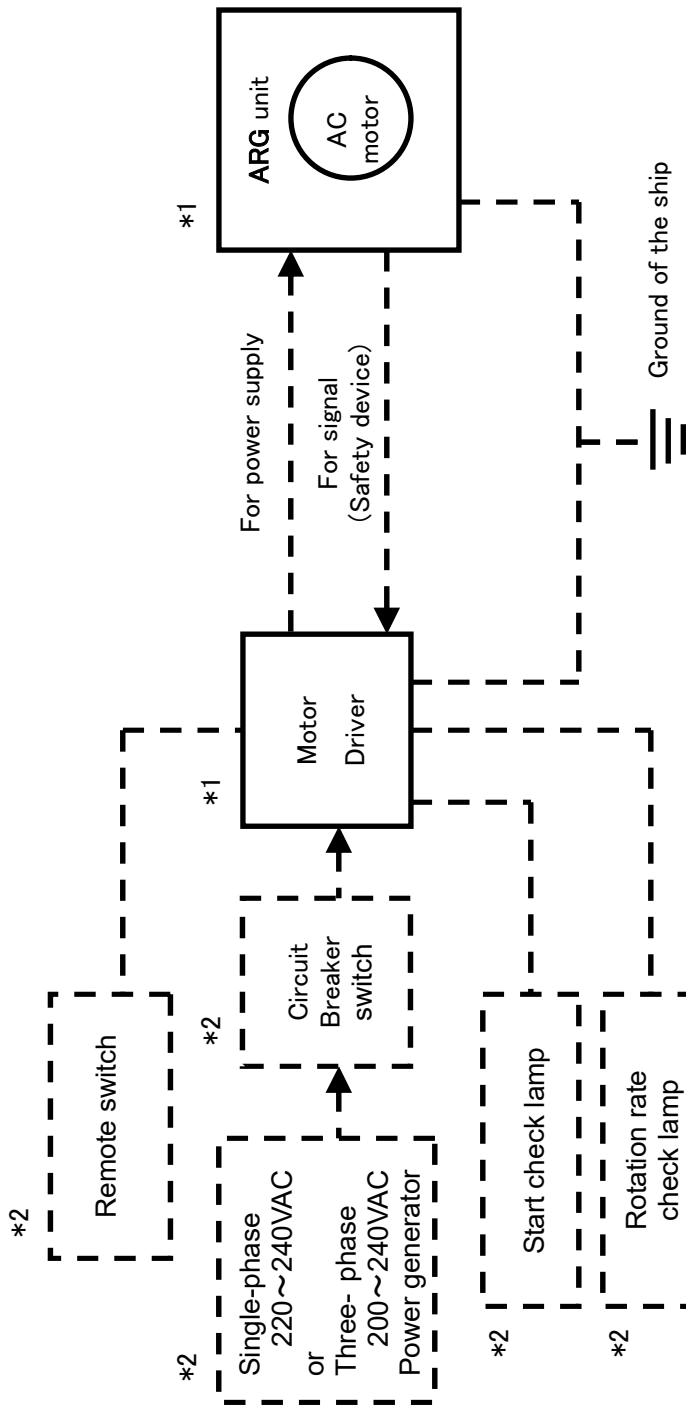 *2
Remote switch
*2
Single-phase
220～240VAC
or
Three- phase
200～240VAC
Power generator
*2
Circuit
Breaker
switch
*1
Motor
Driver
For power supply
For signal
(Safety device)
*1
ARG unit
AC
motor
*2
Start check lamp
*2
Rotation rate
check lamp
Ground of the ship